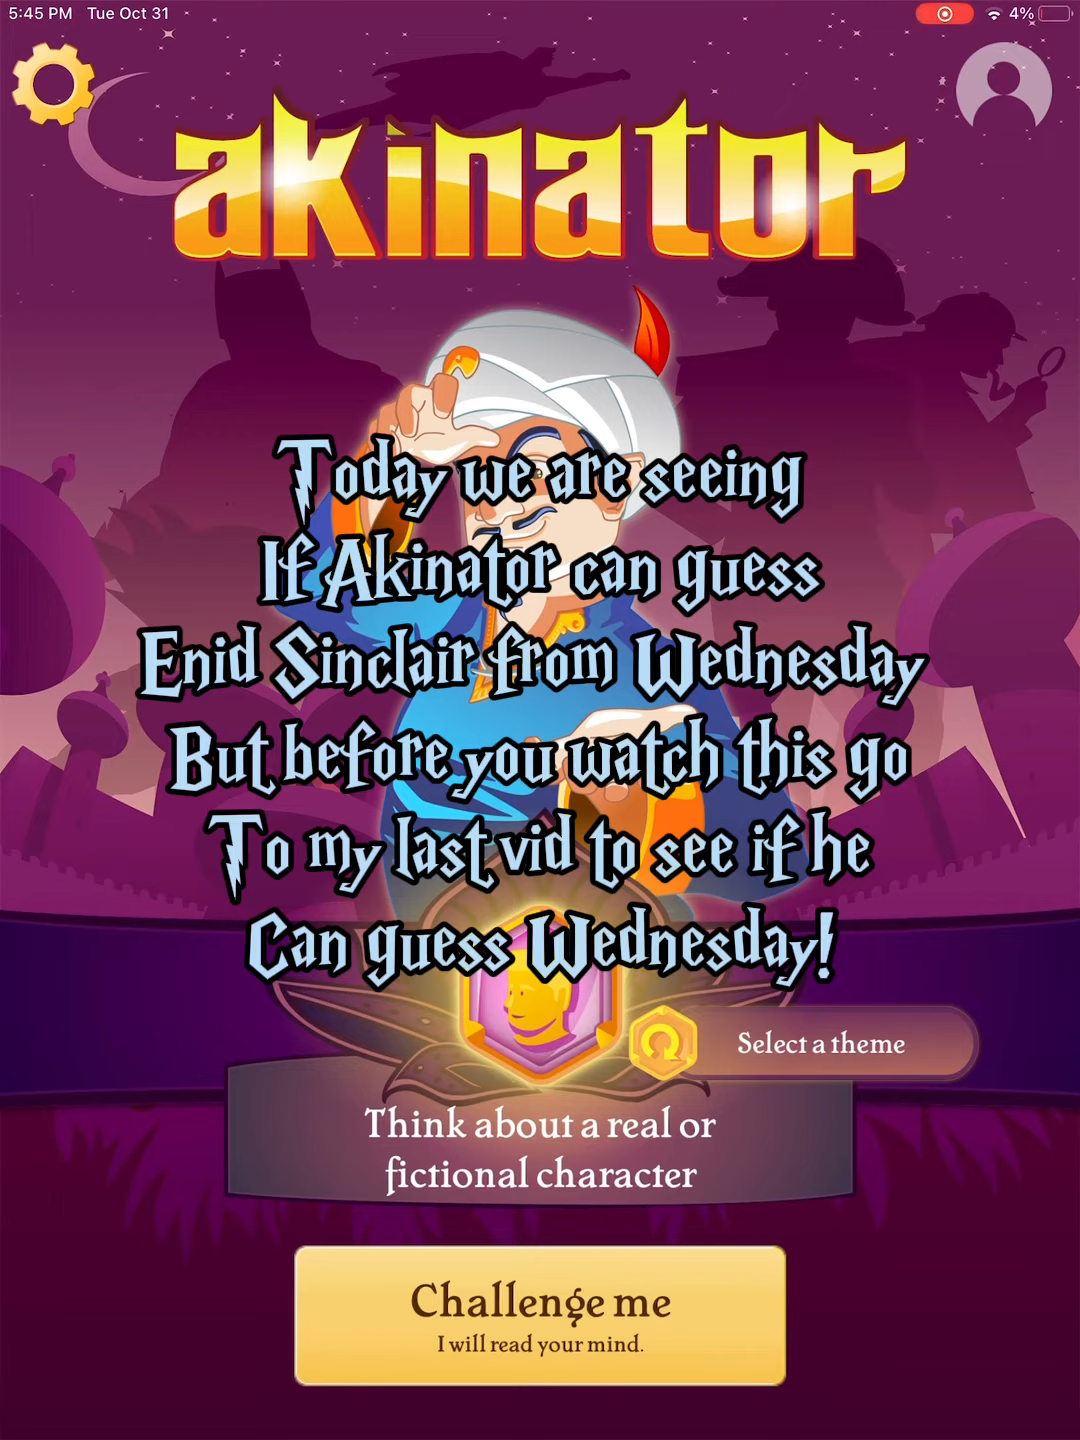 5:45 PM Tue Oct 31 4%
akinator
Today we are seeing
If Akinator can guess
Enid Sinclair from Wednesday
But before you watch this go
To my last vid to see if he
Can guess Wednesday!
Select a theme
Think about a real or
fictional character
Challenge me
I will read your mind.